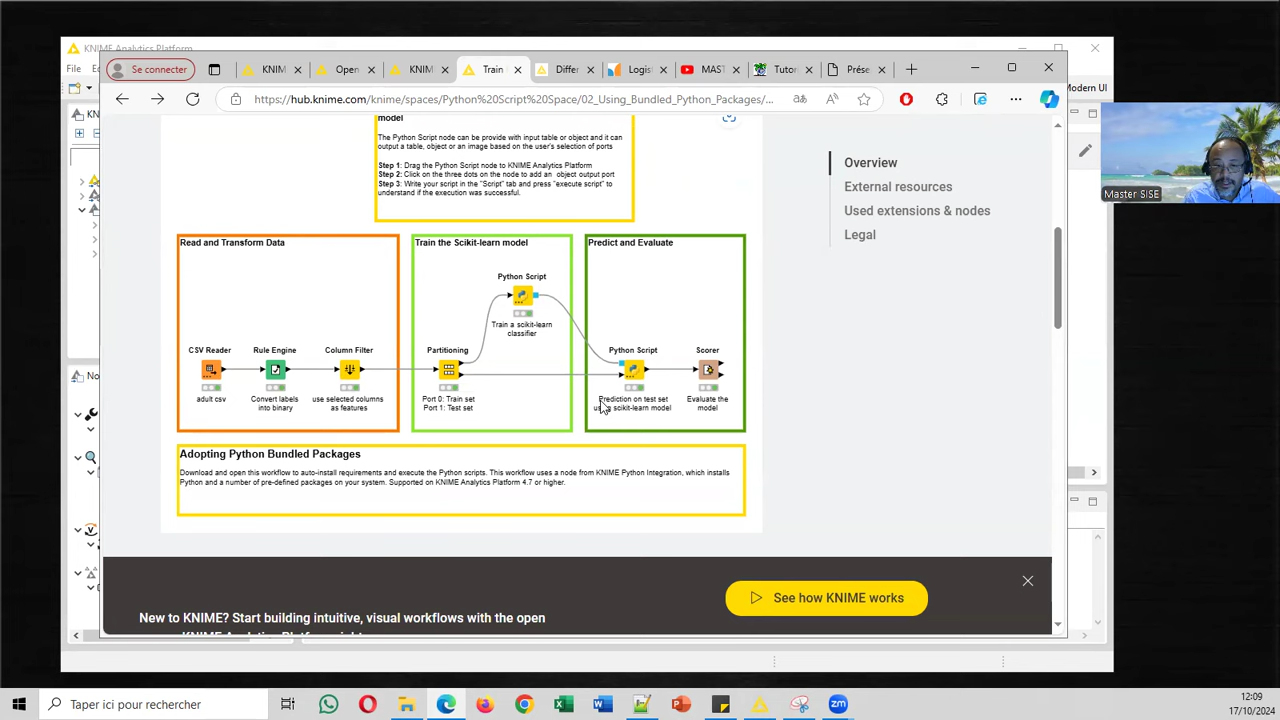 KNIME Analytics Platform
File
Modern UI
Se connecter
KNIM
Open
KNIM
Train
Differ
Logist
MAST
Tutor
Prése
https://hub.knime.com/knime/spaces/Python%20Script%20Space/02_Using_Bundled_Python_Packages/...
model
The Python Script node can be provide with input table or object and it can
output a table, object or an image based on the user's selection of ports
Step 1: Drag the Python Script node to KNIME Analytics Platform
Step 2: Click on the three dots on the node to add an object output port
Step 3: Write your script in the "Script" tab and press "execute script" to
understand if the execution was successful.
Overview
External resources
Used extensions & nodes
Legal
Master SISE
Read and Transform Data
Train the Scikit-learn model
Predict and Evaluate
Python Script
Train a scikit-learn
classifier
CSV Reader
Rule Engine
Column Filter
Partitioning
Python Script
Scorer
adult csv
Convert labels
into binary
use selected columns
as features
Port 0: Train set
Port 1: Test set
Prediction on test set
using scikit-learn model
Evaluate the
model
Adopting Python Bundled Packages
Download and open this workflow to auto-install requirements and execute the Python scripts. This workflow uses a node from KNIME Python Integration, which installs
Python and a number of pre-defined packages on your system. Supported on KNIME Analytics Platform 4.7 or higher.
New to KNIME? Start building intuitive, visual workflows with the open
See how KNIME works
Taper ici pour rechercher
12:09
17/10/2024